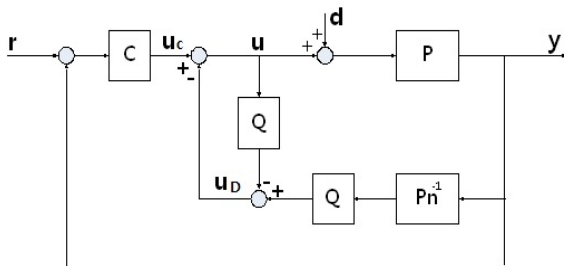 d
r C uc u P y
+ - + +
Q
uD - + Q Pn-1